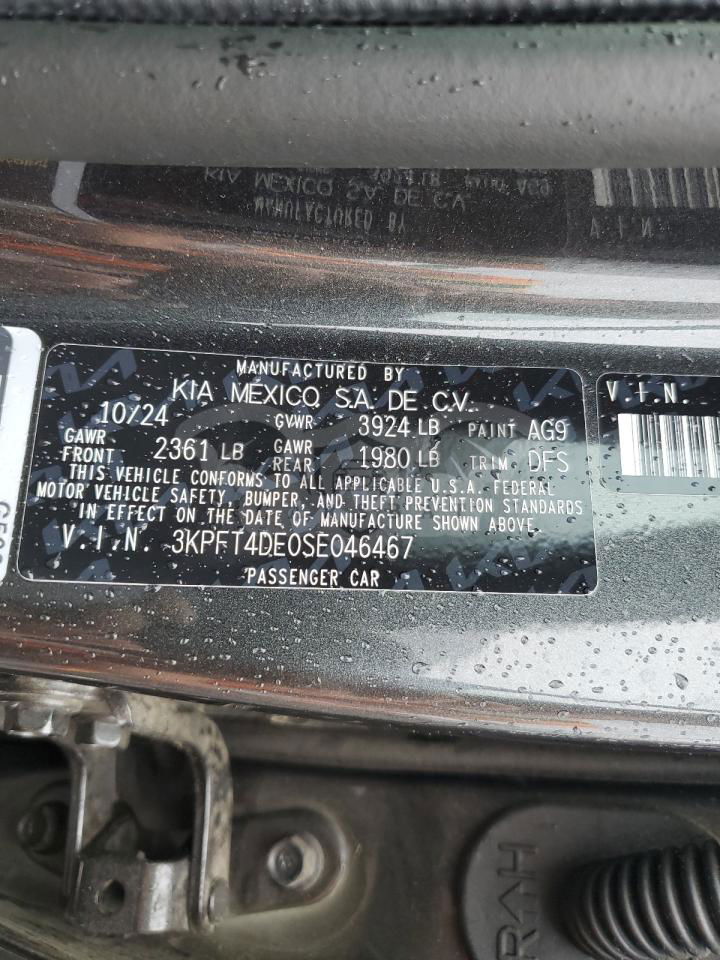 MANUFACTURED BY
KIA MEXICO, S.A. DE C.V.
10/24 GVWR 3924 LB PAINT AG9
GAWR FRONT 2361 LB GAWR REAR 1980 LB TRIM DFS
THIS VEHICLE CONFORMS TO ALL APPLICABLE U.S.A. FEDERAL
MOTOR VEHICLE SAFETY, BUMPER, AND THEFT PREVENTION STANDARDS
IN EFFECT ON THE DATE OF MANUFACTURE SHOWN ABOVE.
V.I.N. 3KPFT4DE0SE046467
PASSENGER CAR
V.I.N.